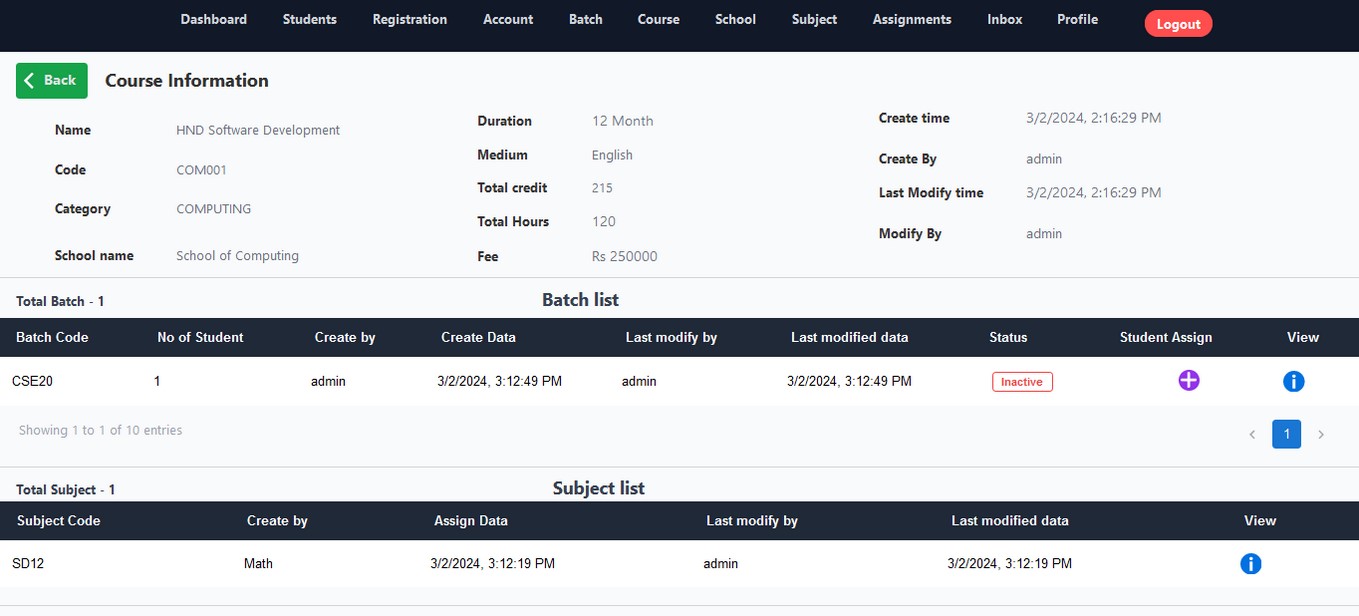 Dashboard Students Registration Account Batch Course School Subject Assignments Inbox Profile Logout
Back Course Information
Name HND Software Development
Code COM001
Category COMPUTING
School name School of Computing
Duration 12 Month
Medium English
Total credit 215
Total Hours 120
Fee Rs 250000
Create time 3/2/2024, 2:16:29 PM
Create By admin
Last Modify time 3/2/2024, 2:16:29 PM
Modify By admin
Total Batch - 1 Batch list
Batch Code No of Student Create by Create Data Last modify by Last modified data Status Student Assign View
CSE20 1 admin 3/2/2024, 3:12:49 PM admin 3/2/2024, 3:12:49 PM Inactive
Showing 1 to 1 of 10 entries 1
Total Subject - 1 Subject list
Subject Code Create by Assign Data Last modify by Last modified data View
SD12 Math 3/2/2024, 3:12:19 PM admin 3/2/2024, 3:12:19 PM